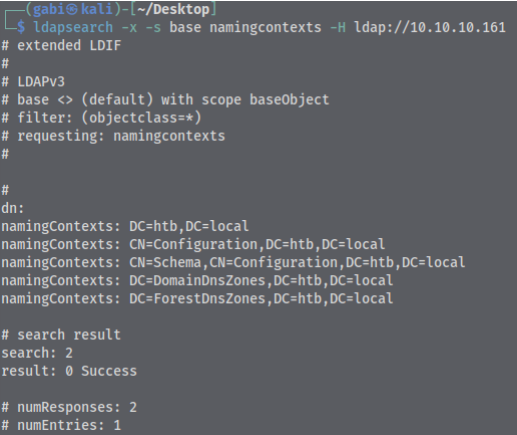 ┌──(gabi㉿kali)-[~/Desktop]
└─$ ldapsearch -x -s base namingcontexts -H ldap://10.10.10.161
# extended LDIF
#
# LDAPv3
# base <> (default) with scope baseObject
# filter: (objectclass=*)
# requesting: namingcontexts
#

#
dn:
namingContexts: DC=htb,DC=local
namingContexts: CN=Configuration,DC=htb,DC=local
namingContexts: CN=Schema,CN=Configuration,DC=htb,DC=local
namingContexts: DC=DomainDnsZones,DC=htb,DC=local
namingContexts: DC=ForestDnsZones,DC=htb,DC=local

# search result
search: 2
result: 0 Success

# numResponses: 2
# numEntries: 1